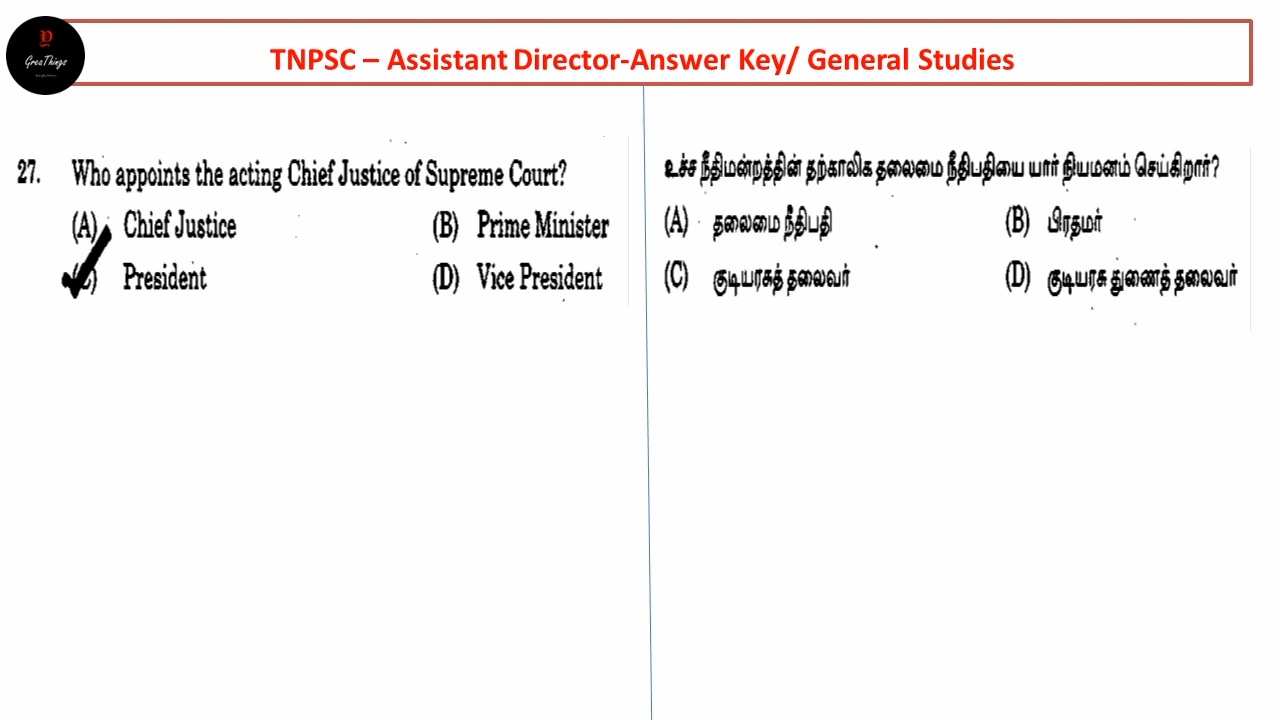 Y
GreaThings
TNPSC – Assistant Director-Answer Key/ General Studies
27. Who appoints the acting Chief Justice of Supreme Court?
(A) Chief Justice (B) Prime Minister
(C) President (D) Vice President
உச்ச நீதிமன்றத்தின் தற்காலிக தலைமை நீதிபதியை யார் நியமனம் செய்கிறார்?
(A) தலைமை நீதிபதி (B) பிரதமர்
(C) குடியரசுத் தலைவர் (D) குடியரசு துணைத் தலைவர்